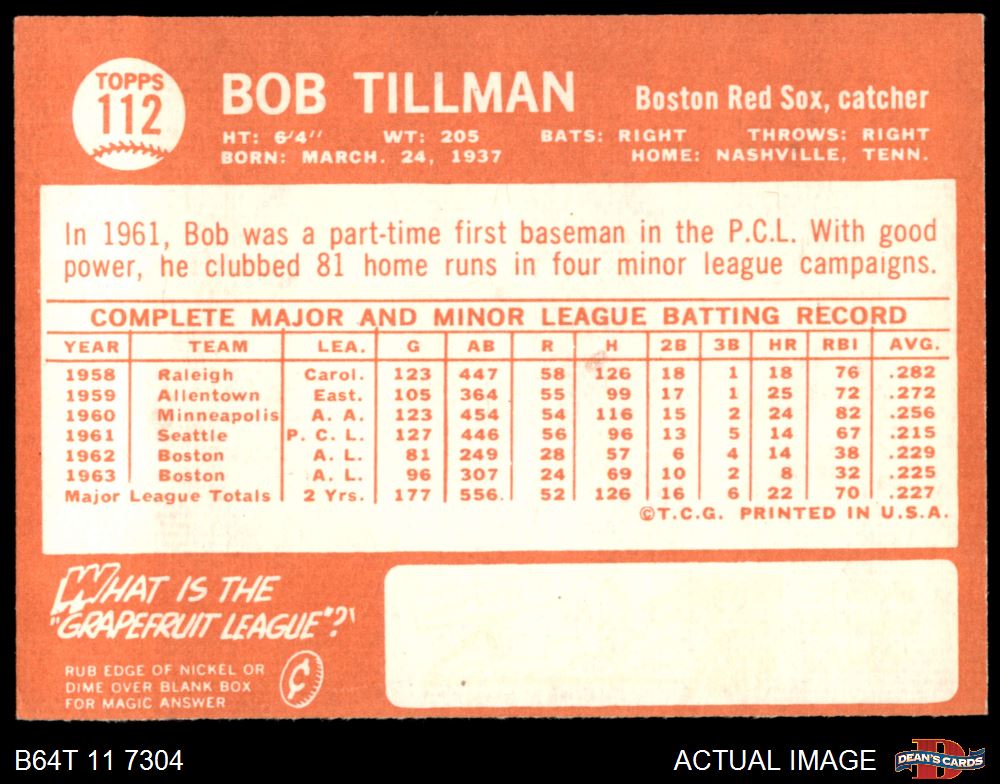 TOPPS
112
BOB TILLMAN
Boston Red Sox, catcher
HT: 6'4'' WT: 205 BATS: RIGHT THROWS: RIGHT
BORN: MARCH. 24, 1937 HOME: NASHVILLE, TENN.
In 1961, Bob was a part-time first baseman in the P.C.L. With good
power, he clubbed 81 home runs in four minor league campaigns.
COMPLETE MAJOR AND MINOR LEAGUE BATTING RECORD
YEAR TEAM LEA. G AB R H 2B 3B HR RBI AVG.
1958 Raleigh Carol. 123 447 58 126 18 1 18 76 .282
1959 Allentown East. 105 364 55 99 17 1 25 72 .272
1960 Minneapolis A. A. 123 454 54 116 15 2 24 82 .256
1961 Seattle P. C. L. 127 446 56 96 13 5 14 67 .215
1962 Boston A. L. 81 249 28 57 6 4 14 38 .229
1963 Boston A. L. 96 307 24 69 10 2 8 32 .225
Major League Totals 2 Yrs. 177 556. 52 126 16 6 22 70 .227
©T.C.G. PRINTED IN U.S.A.
WHAT IS THE
"GRAPEFRUIT LEAGUE"?
RUB EDGE OF NICKEL OR
DIME OVER BLANK BOX
FOR MAGIC ANSWER
¢
B64T 11 7304
ACTUAL IMAGE
D
DEAN'S CARDS